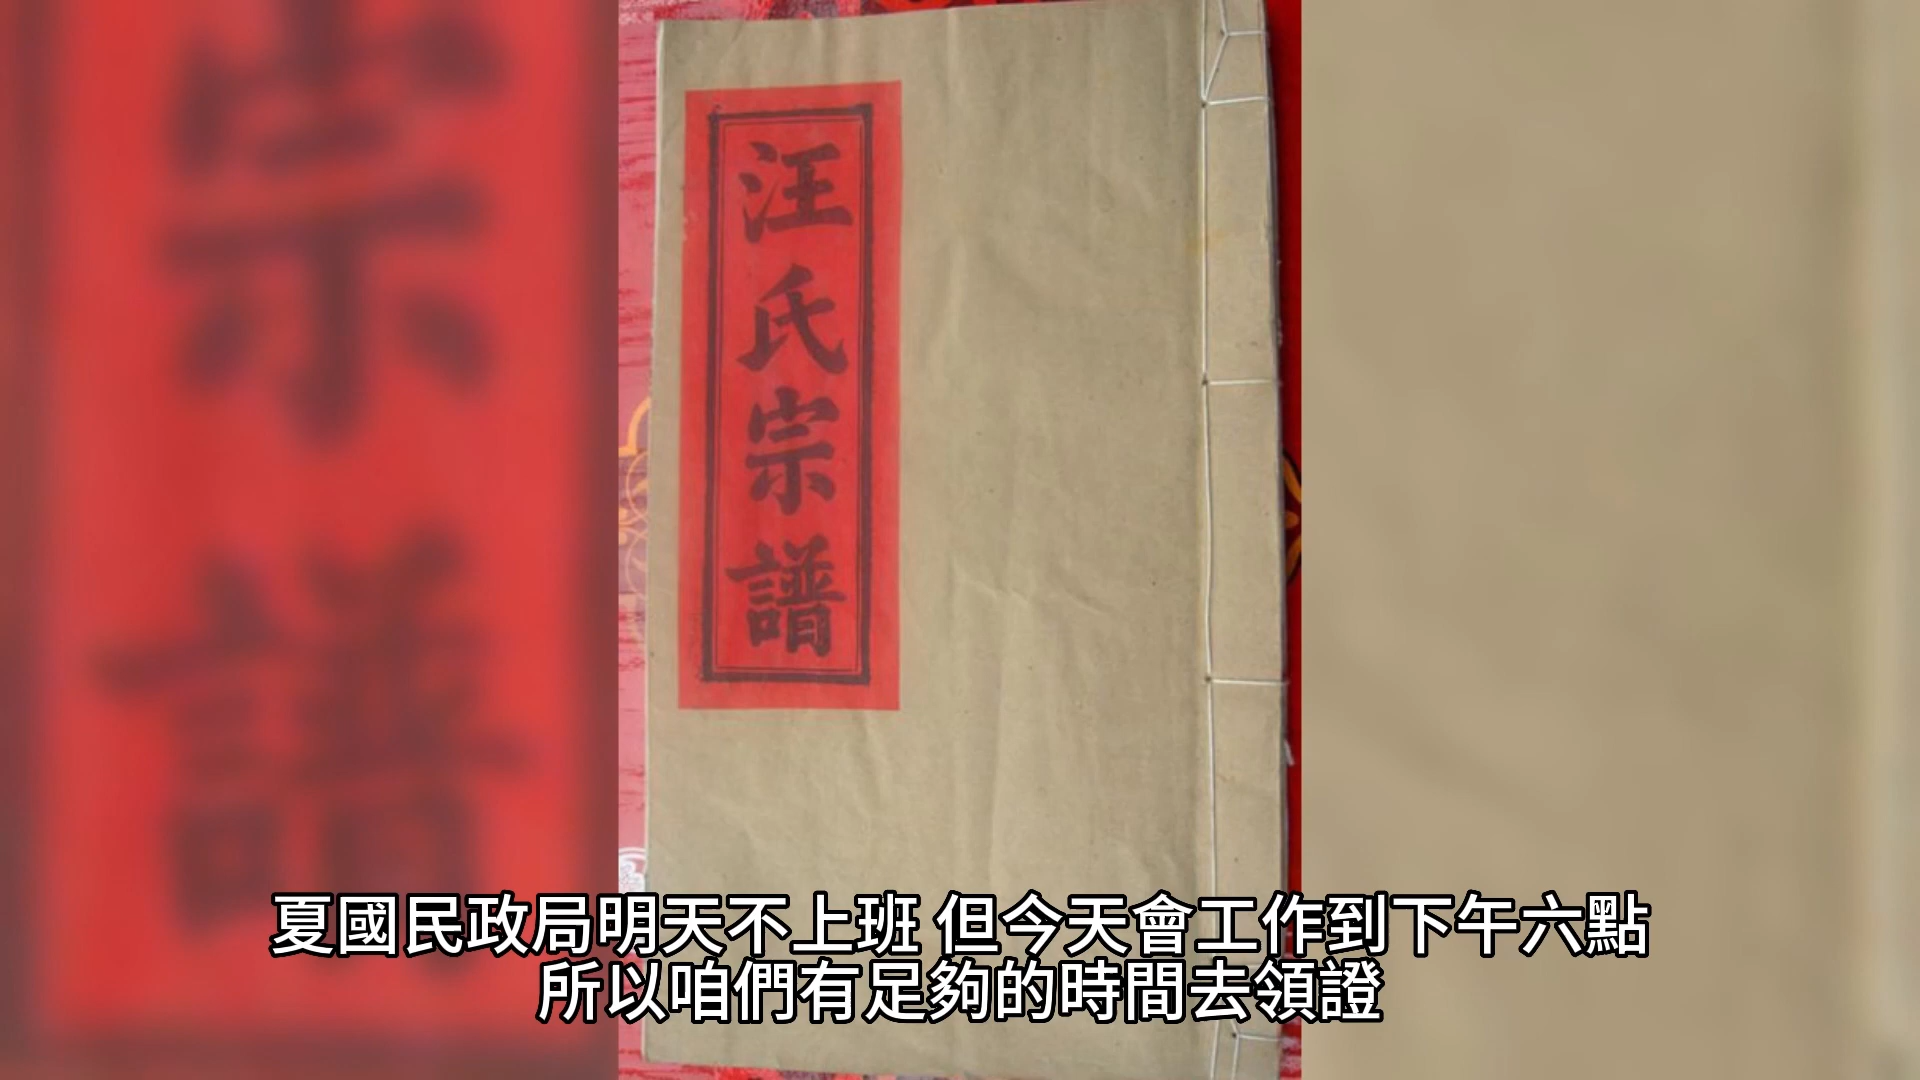 汪氏宗譜
夏國民政局明天不上班 但今天會工作到下午六點
所以咱們有足夠的時間去領證